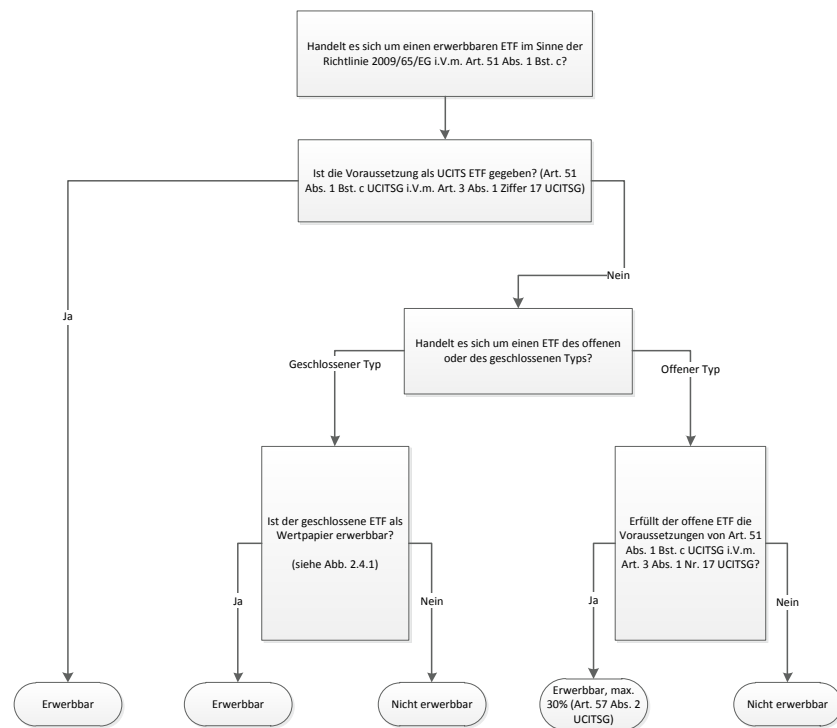 Handelt es sich um einen erwerbbaren ETF im Sinne der
Richtlinie 2009/65/EG i.V.m. Art. 51 Abs. 1 Bst. c?
Ist die Voraussetzung als UCITS ETF gegeben? (Art. 51
Abs. 1 Bst. c UCITSG i.V.m. Art. 3 Abs. 1 Ziffer 17 UCITSG)
Nein
Ja
Handelt es sich um einen ETF des offenen
oder des geschlossenen Typs?
Geschlossener Typ
Offener Typ
Ist der geschlossene ETF als
Wertpapier erwerbbar?
(siehe Abb. 2.4.1)
Erfüllt der offene ETF die
Voraussetzungen von Art. 51
Abs. 1 Bst. c UCITSG i.V.m.
Art. 3 Abs. 1 Nr. 17 UCITSG?
Ja
Nein
Ja
Nein
Erwerbbar
Erwerbbar
Nicht erwerbbar
Erwerbbar, max.
30% (Art. 57 Abs. 2
UCITSG)
Nicht erwerbbar